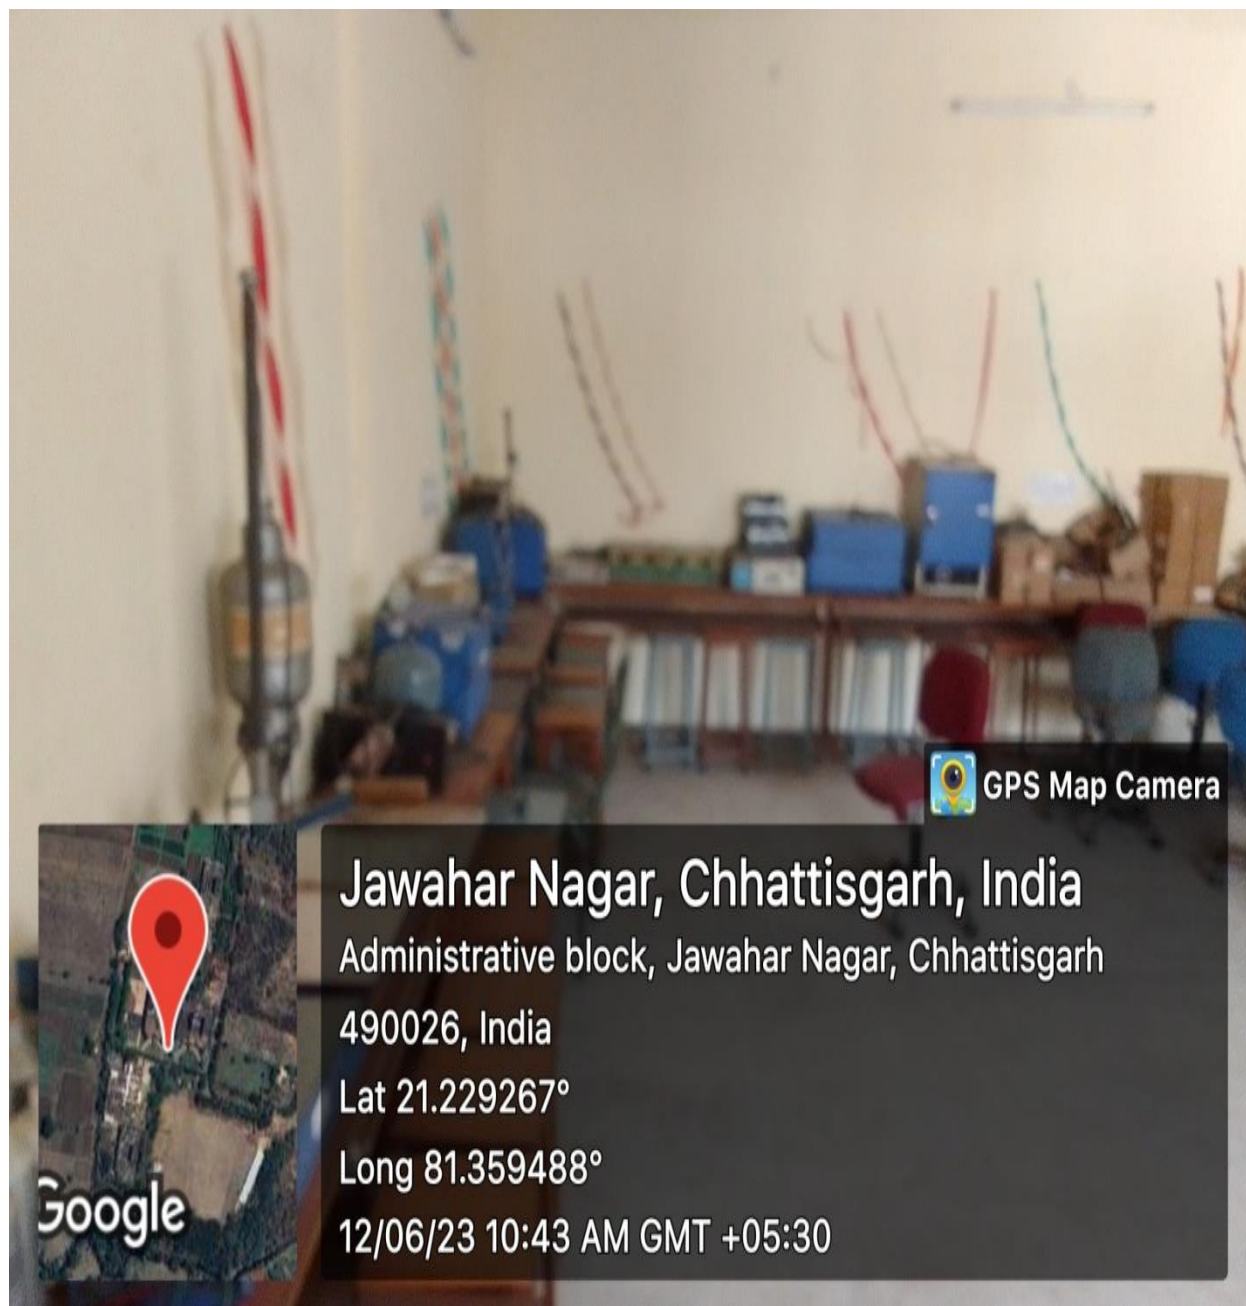 GPS Map Camera
Jawahar Nagar, Chhattisgarh, India
Administrative block, Jawahar Nagar, Chhattisgarh
490026, India
Lat 21.229267°
Long 81.359488°
12/06/23 10:43 AM GMT +05:30
Google